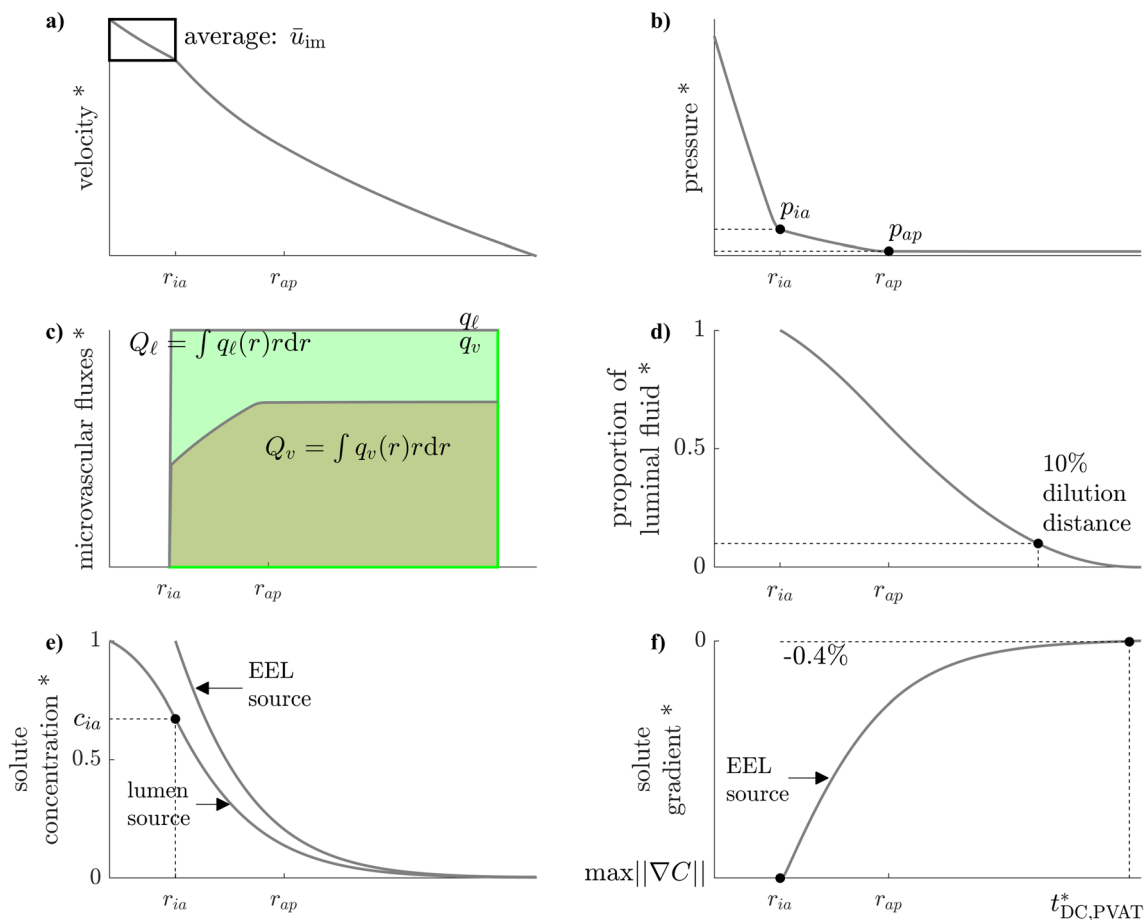 a)
average: ū_im
velocity *
r_ia
r_ap
b)
pressure *
p_ia
p_ap
r_ia
r_ap
c)
microvascular fluxes *
Q_ℓ = ∫ q_ℓ(r)rdr
q_ℓ
q_v
Q_v = ∫ q_v(r)rdr
r_ia
r_ap
d)
proportion of
luminal fluid *
1
0.5
0
10%
dilution
distance
r_ia
r_ap
e)
solute
concentration *
1
c_ia
0.5
0
EEL
source
lumen
source
r_ia
r_ap
f)
solute
gradient *
0
-0.4%
EEL
source
max||∇C||
r_ia
r_ap
t*_DC,PVAT